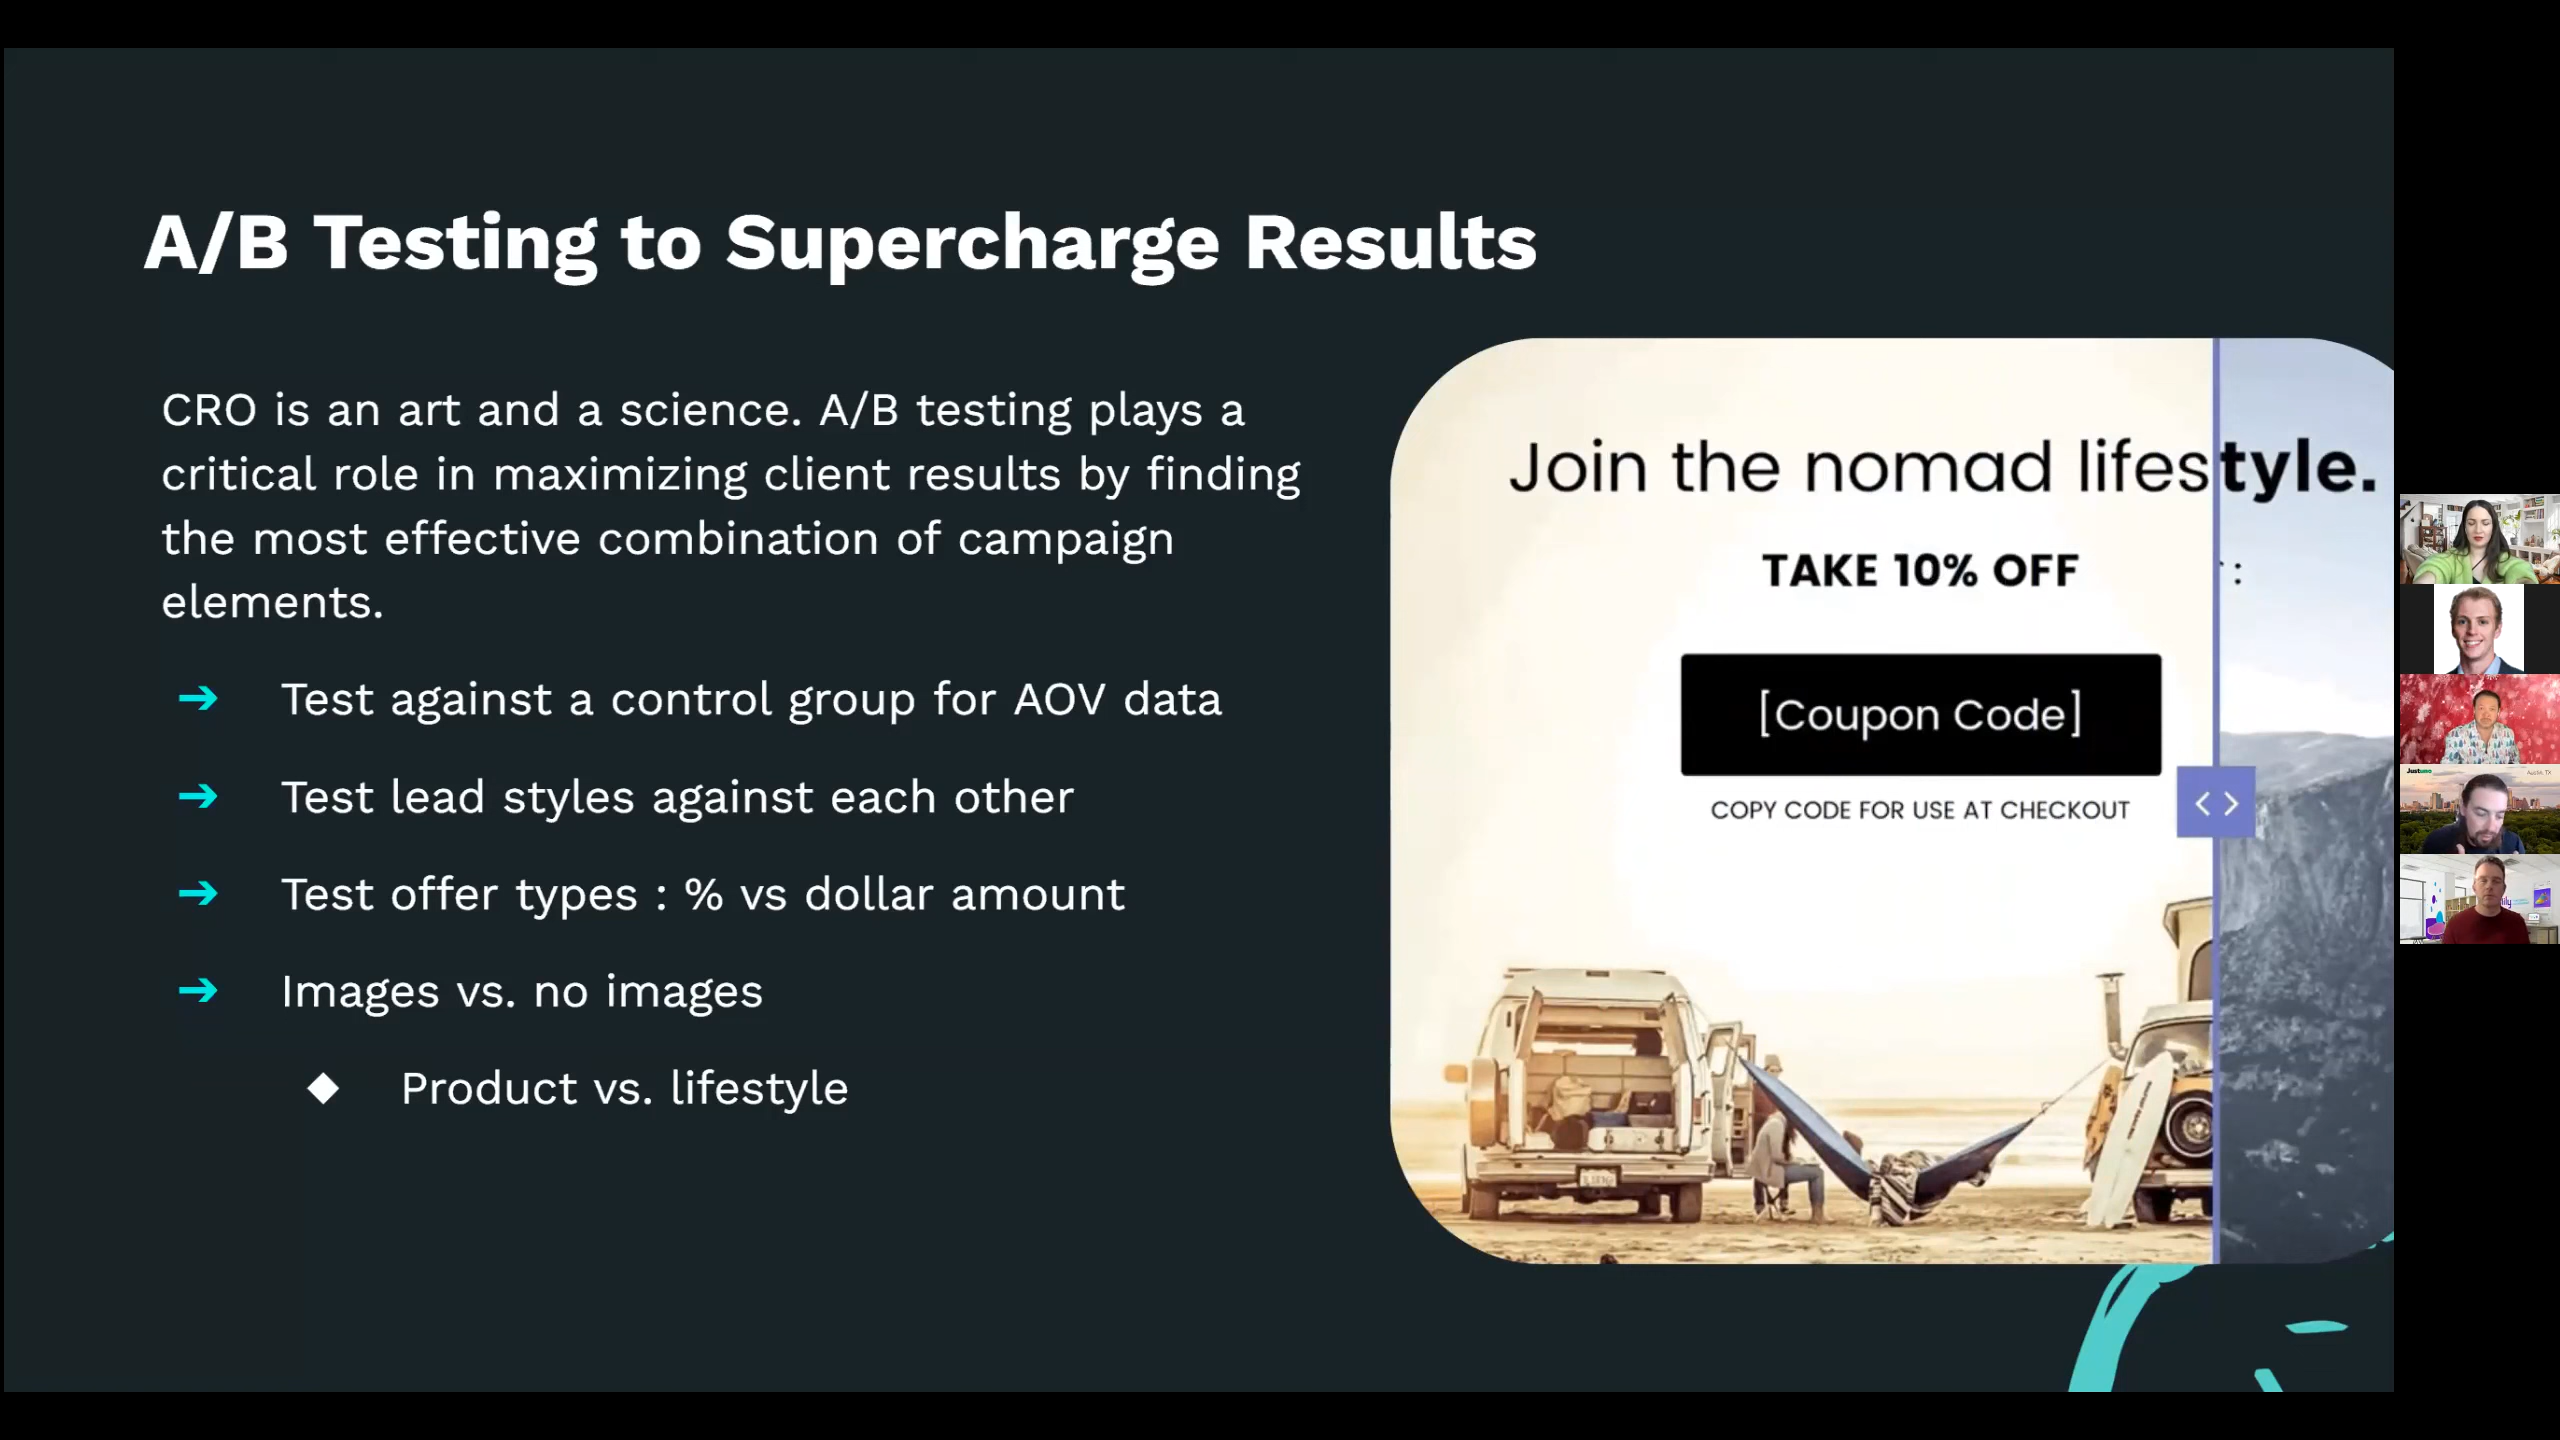 A/B Testing to Supercharge Results
CRO is an art and a science. A/B testing plays a
critical role in maximizing client results by finding
the most effective combination of campaign
elements.
➔ Test against a control group for AOV data
➔ Test lead styles against each other
➔ Test offer types : % vs dollar amount
➔ Images vs. no images
◆ Product vs. lifestyle
Join the nomad lifestyle.
TAKE 10% OFF
[Coupon Code]
COPY CODE FOR USE AT CHECKOUT
Justuno
Austin, TX